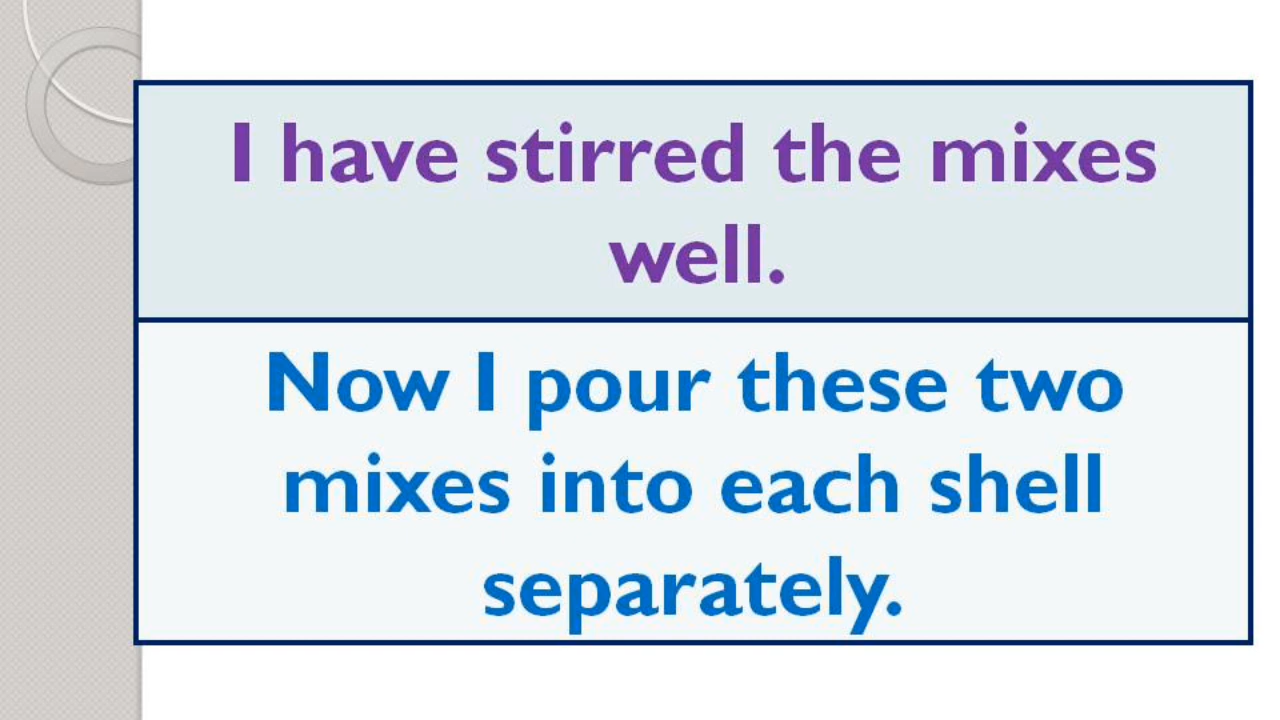 I have stirred the mixes
well.
Now I pour these two
mixes into each shell
separately.